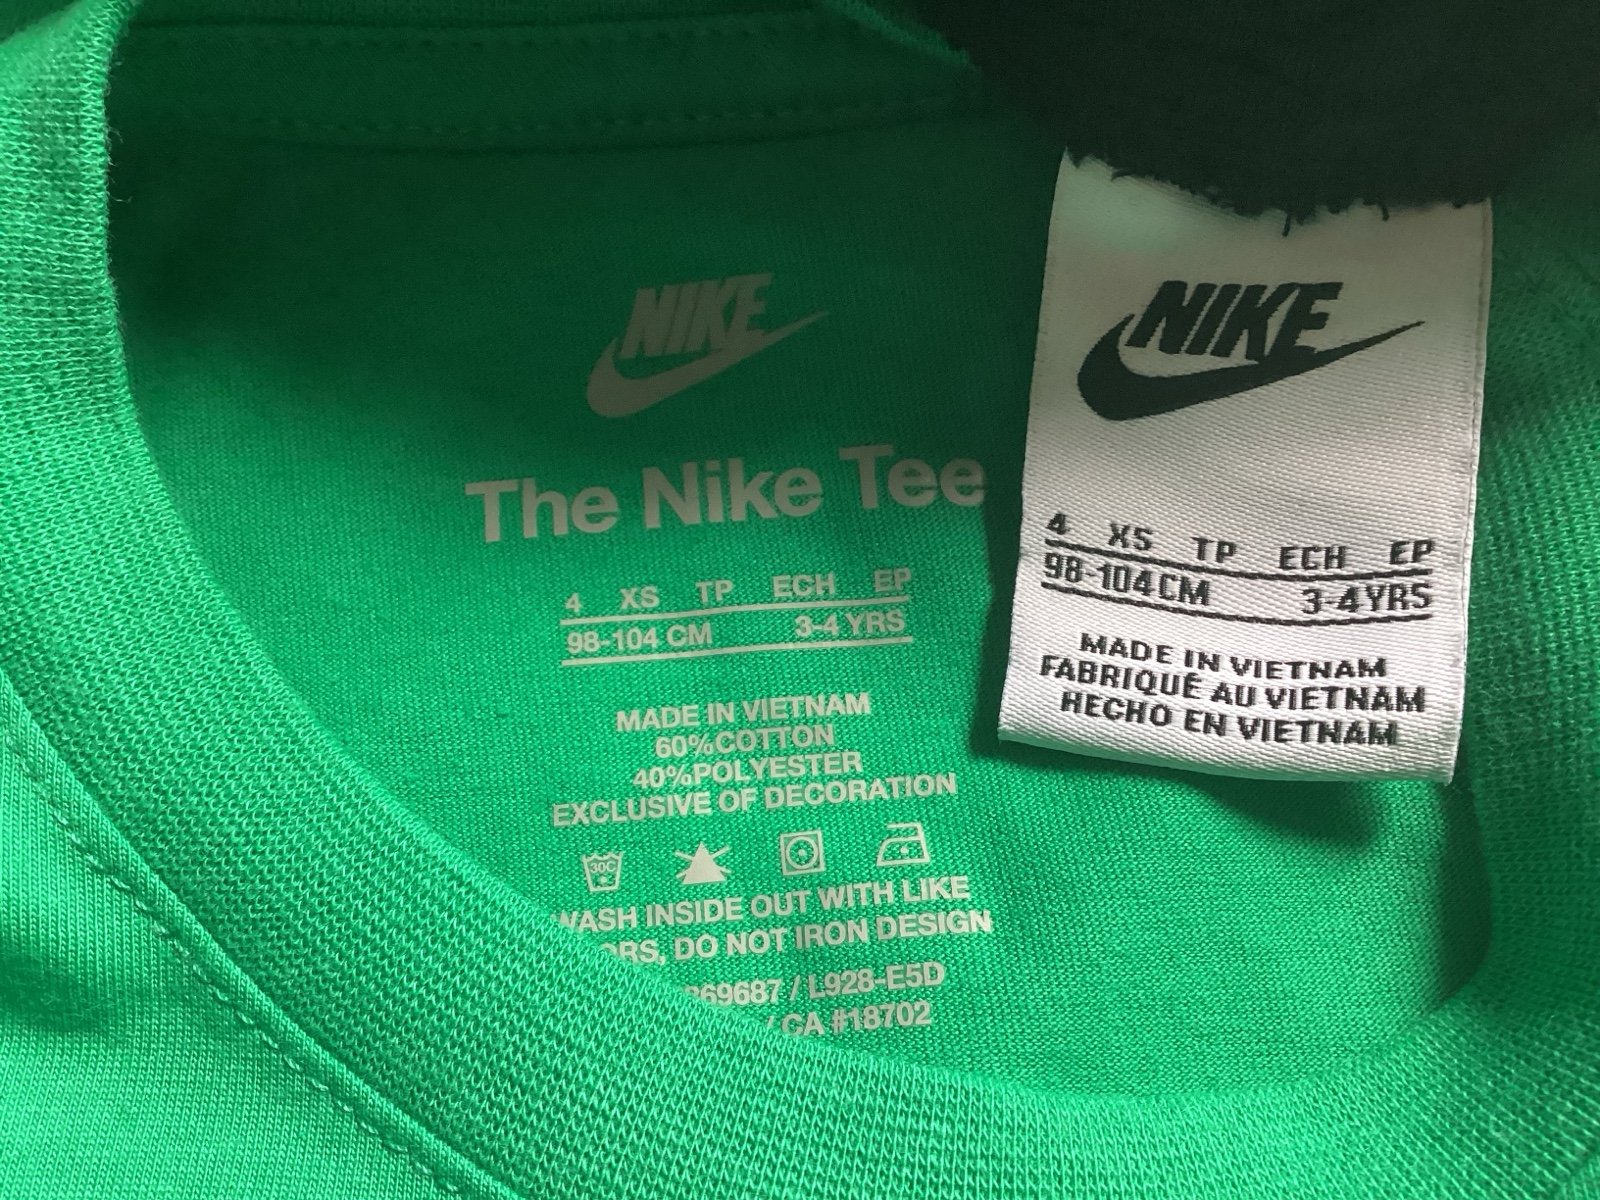 NIKE
The Nike Tee
4 XS TP ECH EP
98-104 CM 3-4 YRS
MADE IN VIETNAM
60%COTTON
40%POLYESTER
EXCLUSIVE OF DECORATION
30C
WASH INSIDE OUT WITH LIKE
DO NOT IRON DESIGN
/ L928-E5D
/ CA #18702
NIKE
4 XS TP ECH EP
98-104CM 3-4YRS
MADE IN VIETNAM
FABRIQUÉ AU VIETNAM
HECHO EN VIETNAM